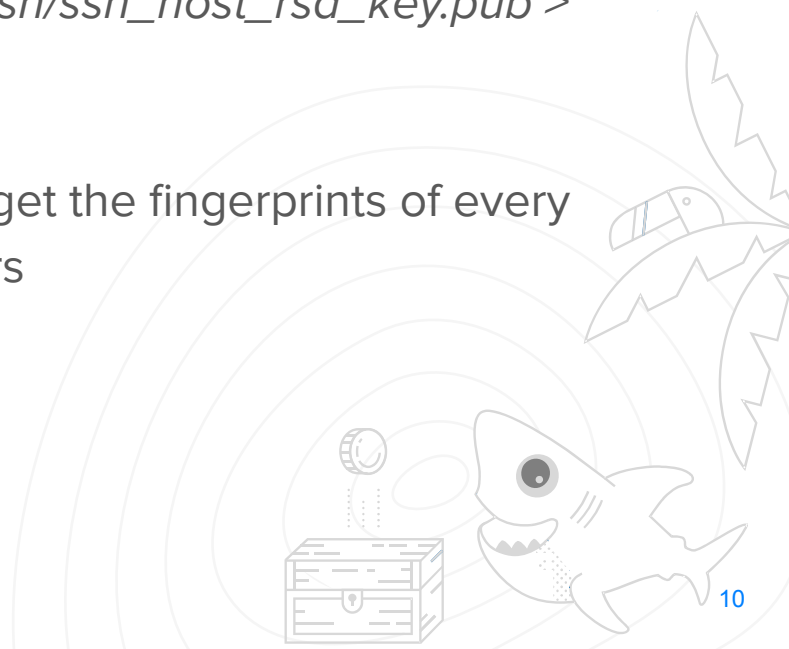 sh/ssh_host_rsa_key.pub >
get the fingerprints of every
rs
10